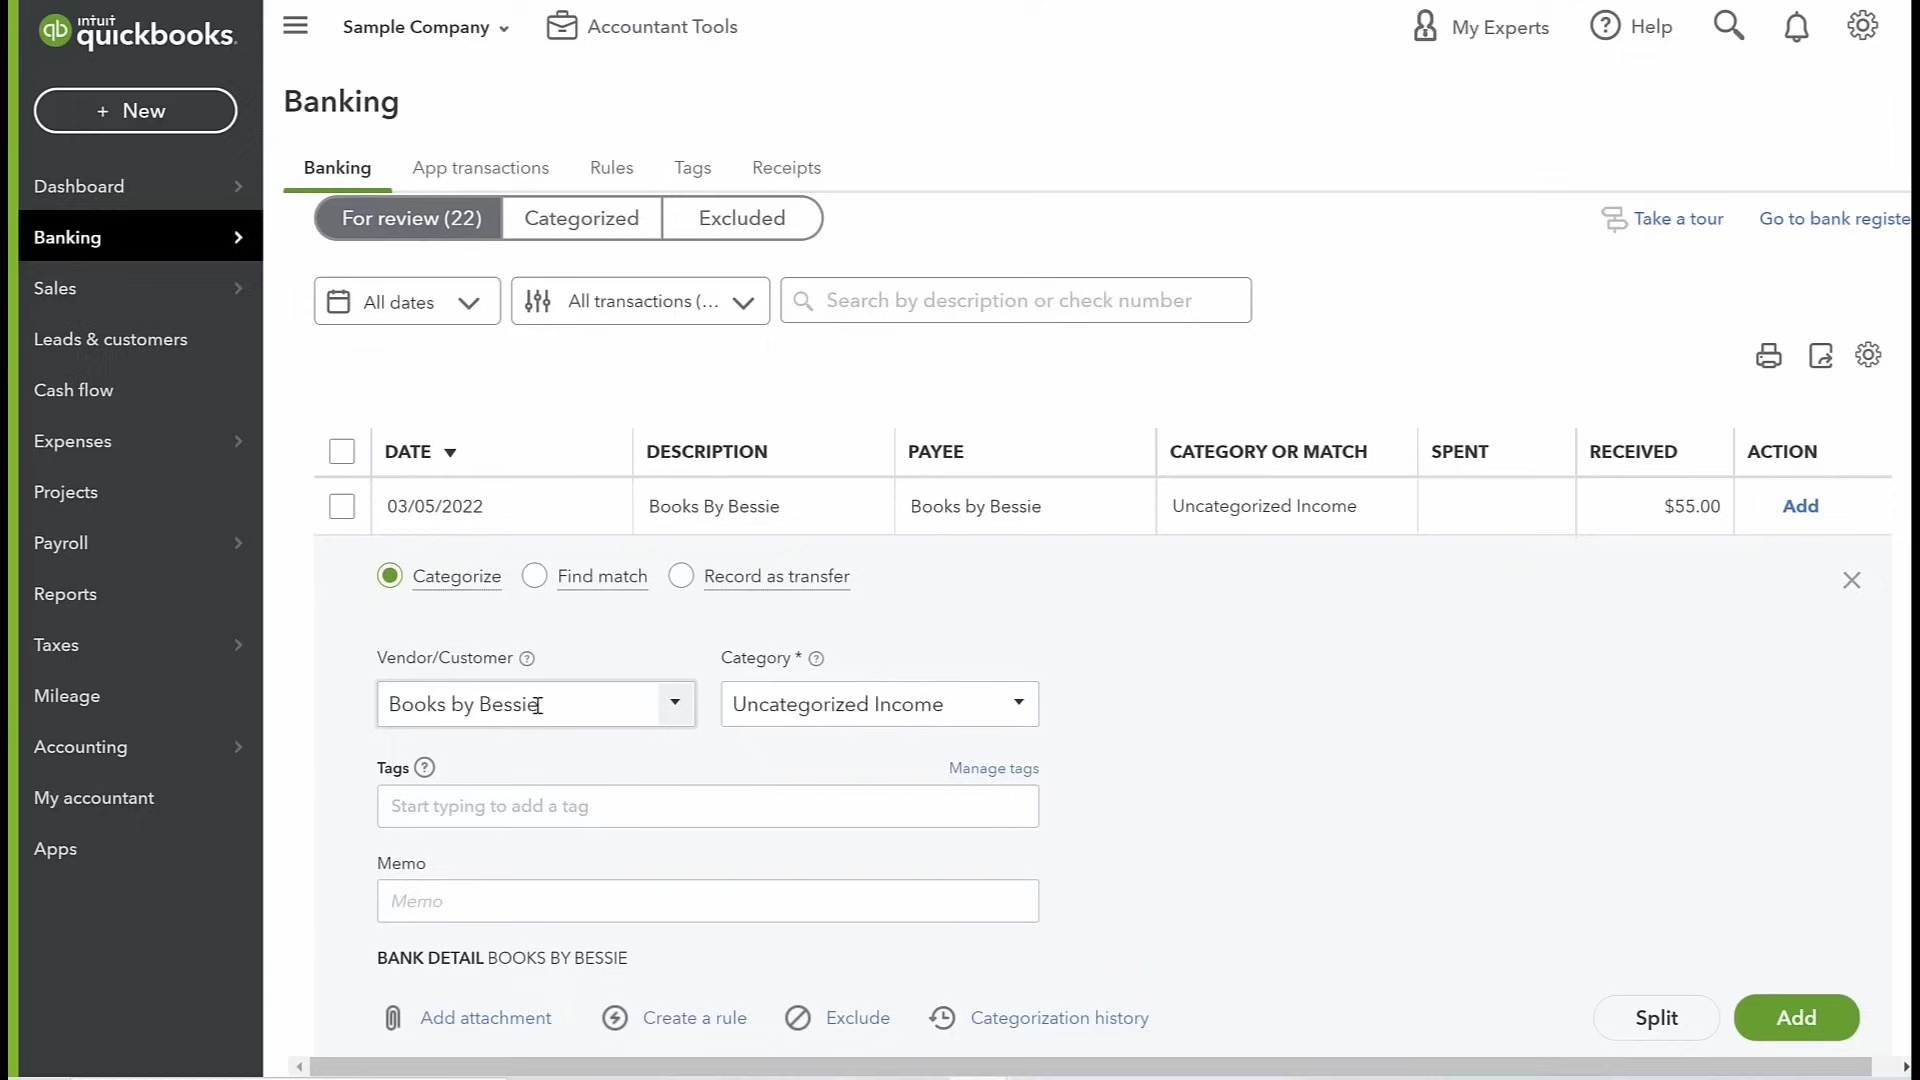 intuit
quickbooks.
Sample Company
Accountant Tools
My Experts
Help
+ New
Banking
Dashboard
Banking
Sales
Leads & customers
Cash flow
Expenses
Projects
Payroll
Reports
Taxes
Mileage
Accounting
My accountant
Apps
Banking App transactions Rules Tags Receipts
For review (22) Categorized Excluded
Take a tour Go to bank registe
All dates All transactions (... Search by description or check number
DATE DESCRIPTION PAYEE CATEGORY OR MATCH SPENT RECEIVED ACTION
03/05/2022 Books By Bessie Books by Bessie Uncategorized Income $55.00 Add
Categorize Find match Record as transfer
Vendor/Customer Category *
Books by Bessie Uncategorized Income
Tags Manage tags
Start typing to add a tag
Memo
Memo
BANK DETAIL BOOKS BY BESSIE
Add attachment Create a rule Exclude Categorization history Split Add